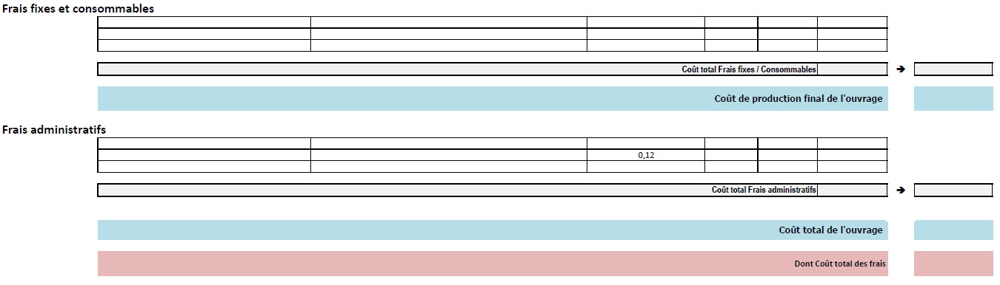 Frais fixes et consommables
Coût total Frais fixes / Consommables ➔
Coût de production final de l'ouvrage
Frais administratifs
0,12
Coût total Frais administratifs ➔
Coût total de l'ouvrage
Dont Coût total des frais